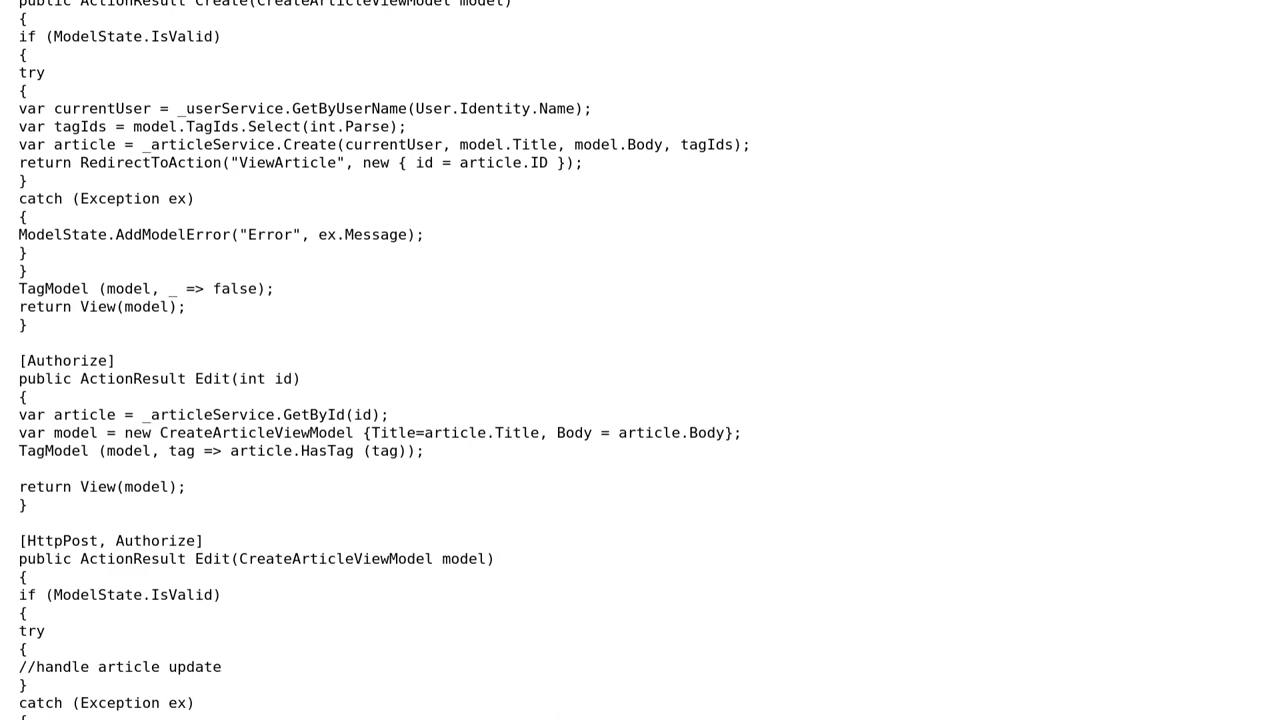 public ActionResult Create(CreateArticleViewModel model)
{
if (ModelState.IsValid)
{
try
{
var currentUser = _userService.GetByUserName(User.Identity.Name);
var tagIds = model.TagIds.Select(int.Parse);
var article = _articleService.Create(currentUser, model.Title, model.Body, tagIds);
return RedirectToAction("ViewArticle", new { id = article.ID });
}
catch (Exception ex)
{
ModelState.AddModelError("Error", ex.Message);
}
}
TagModel (model, _ => false);
return View(model);
}

[Authorize]
public ActionResult Edit(int id)
{
var article = _articleService.GetById(id);
var model = new CreateArticleViewModel {Title=article.Title, Body = article.Body};
TagModel (model, tag => article.HasTag (tag));

return View(model);
}

[HttpPost, Authorize]
public ActionResult Edit(CreateArticleViewModel model)
{
if (ModelState.IsValid)
{
try
{
//handle article update
}
catch (Exception ex)
{